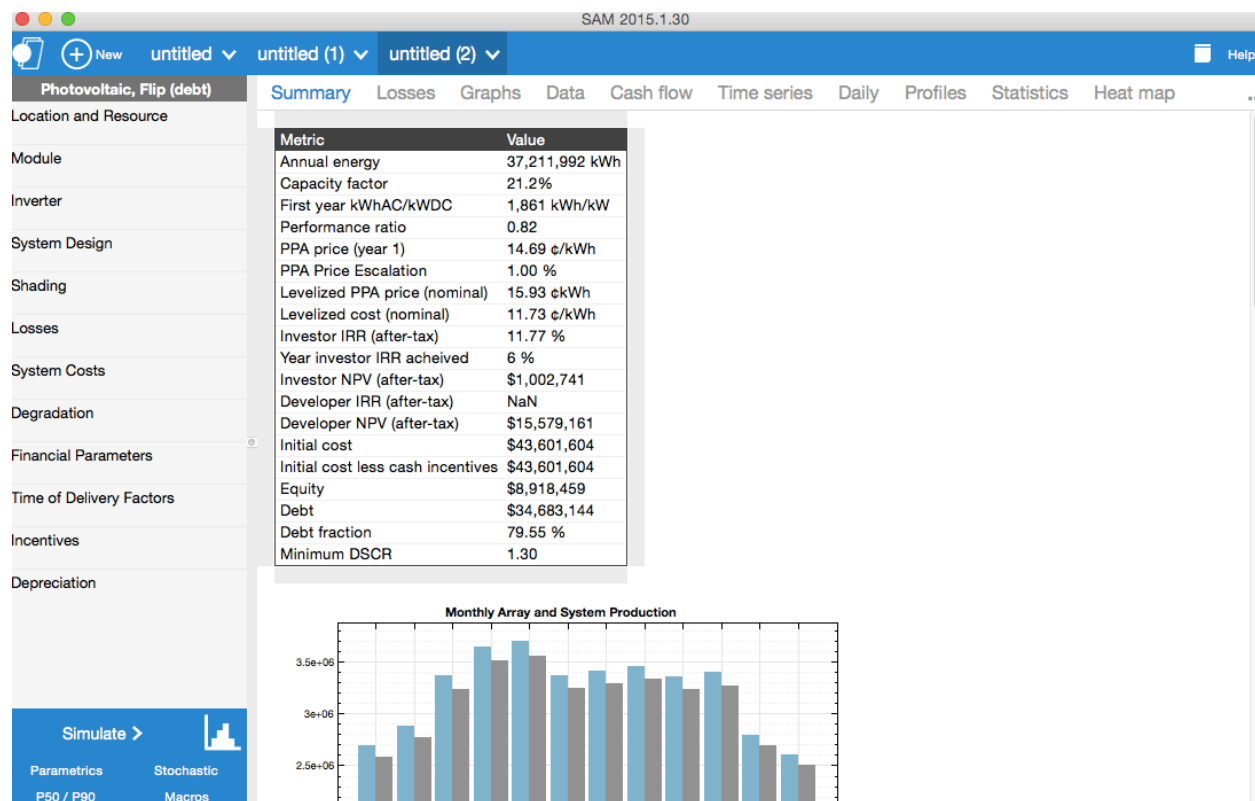 SAM 2015.1.30
New untitled untitled (1) untitled (2) Help
Photovoltaic, Flip (debt)
Location and Resource
Module
Inverter
System Design
Shading
Losses
System Costs
Degradation
Financial Parameters
Time of Delivery Factors
Incentives
Depreciation
Simulate >
Parametrics Stochastic
P50 / P90 Macros
Summary Losses Graphs Data Cash flow Time series Daily Profiles Statistics Heat map
Metric Value
Annual energy 37,211,992 kWh
Capacity factor 21.2%
First year kWhAC/kWDC 1,861 kWh/kW
Performance ratio 0.82
PPA price (year 1) 14.69 ¢/kWh
PPA Price Escalation 1.00 %
Levelized PPA price (nominal) 15.93 ¢kWh
Levelized cost (nominal) 11.73 ¢/kWh
Investor IRR (after-tax) 11.77 %
Year investor IRR acheived 6 %
Investor NPV (after-tax) $1,002,741
Developer IRR (after-tax) NaN
Developer NPV (after-tax) $15,579,161
Initial cost $43,601,604
Initial cost less cash incentives $43,601,604
Equity $8,918,459
Debt $34,683,144
Debt fraction 79.55 %
Minimum DSCR 1.30
Monthly Array and System Production
3.5e+06
3e+06
2.5e+06